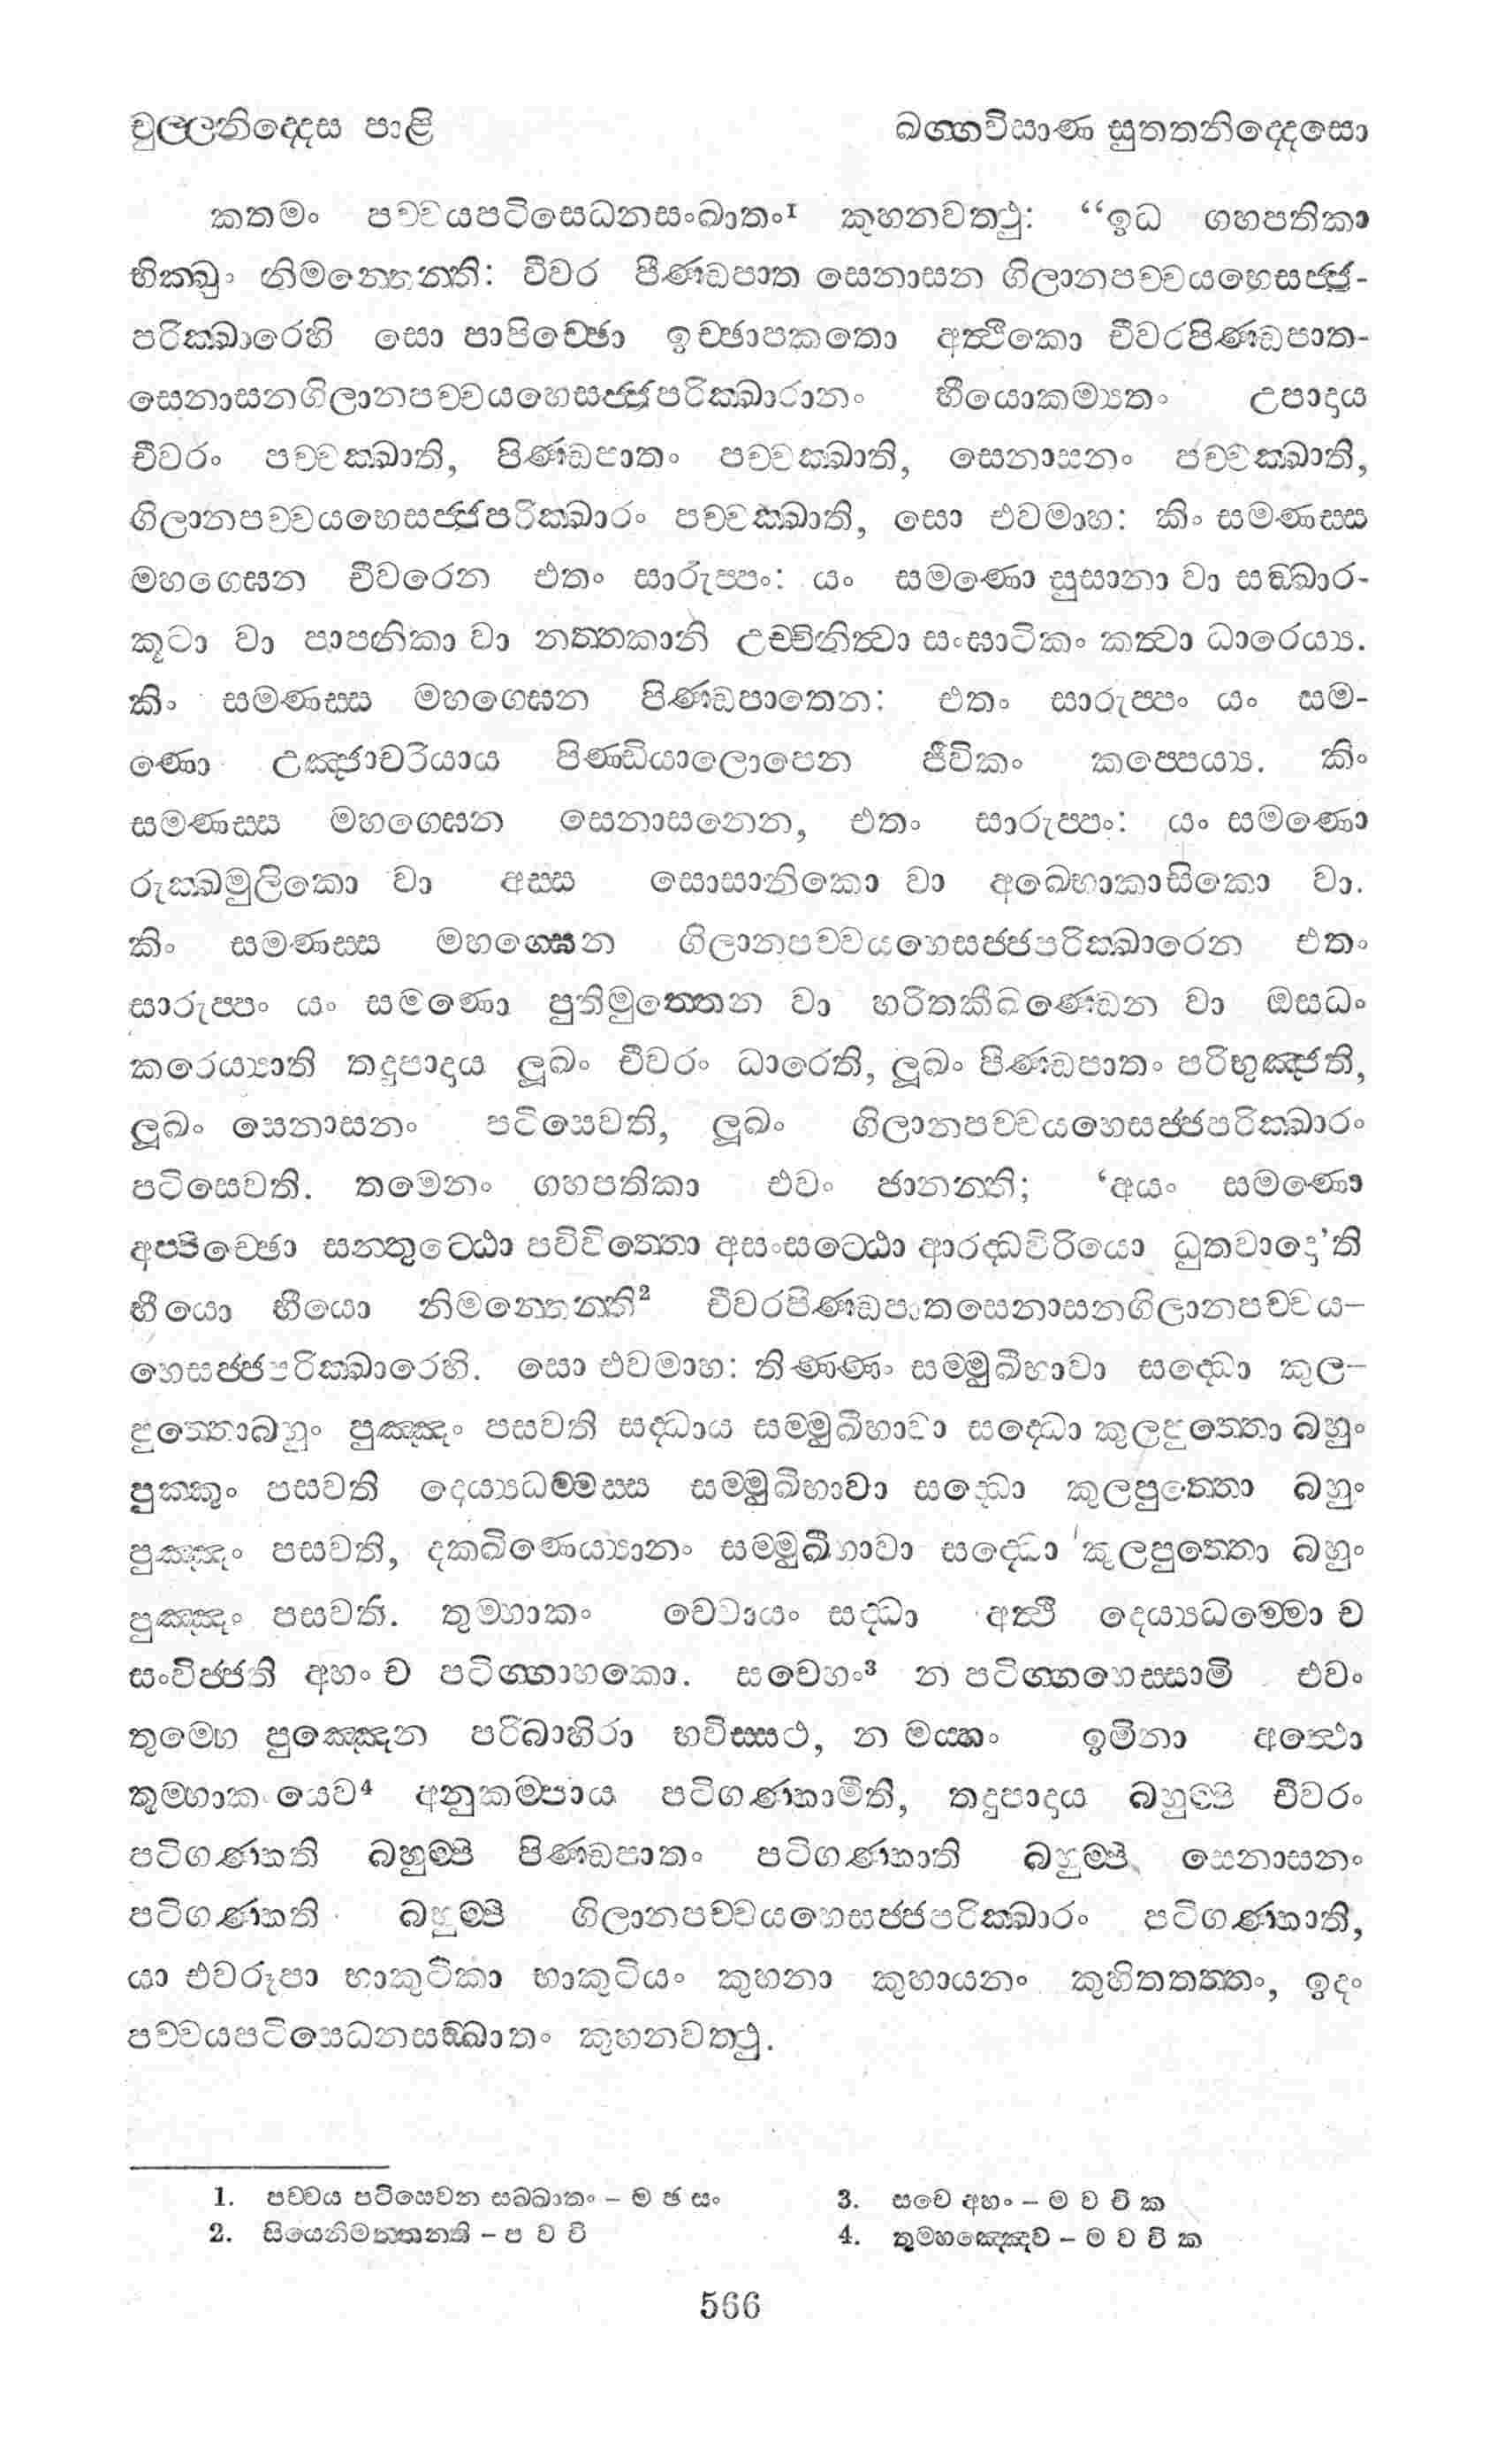 චුල්ලනිද්දෙස පාළි
ඛග්ගවිසාණ සුත්තනිද්දෙසො
කතමං පච්චයපටිසෙධනසංඛාතං¹ කුහනවත්ථු: “ඉධ ගහපතිකා
භික්ඛුං නිමන්තෙන්ති: චීවර පිණ්ඩපාත සෙනාසන ගිලානපච්චයභෙසජ්ජ-
පරික්ඛාරෙහි සො පාපිච්ඡො ඉච්ඡාපකතො අත්ථිකො චීවරපිණ්ඩපාත-
සෙනාසනගිලානපච්චයභෙසජ්ජපරික්ඛාරානං භීයොකම්‍යතං උපාදාය
චීවරං පච්චක්ඛාති, පිණ්ඩපාතං පච්චක්ඛාති, සෙනාසනං පච්චක්ඛාති,
ගිලානපච්චයභෙසජ්ජපරික්ඛාරං පච්චක්ඛාති, සො එවමාහ: කිං සමණස්ස
මහග්ඝෙන චීවරෙන එතං සාරුප්පං: යං සමණො සුසානා වා සඞ්ඛාර-
කූටා වා පාපණිකා වා නත්තකානි උච්චිනිත්වා සංඝාටිකං කත්වා ධාරෙය්‍ය.
කිං සමණස්ස මහග්ඝෙන පිණ්ඩපාතෙන: එතං සාරුප්පං යං සම-
ණො උඤ්ඡාචරියාය පිණ්ඩියාලොපෙන ජීවිකං කප්පෙය්‍ය. කිං
සමණස්ස මහග්ඝෙන සෙනාසනෙන, එතං සාරුප්පං: යං සමණො
රුක්ඛමුලිකො වා අස්ස සොසානිකො වා අබ්භොකාසිකො වා.
කිං සමණස්ස මහග්ඝෙන ගිලානපච්චයභෙසජ්ජපරික්ඛාරෙන එතං
සාරුප්පං යං සමණො පුතිමුත්තෙන වා හරිතකීඛණ්ඩෙන වා ඔසධං
කරෙය්‍යාති තදුපාදාය ලූඛං චීවරං ධාරෙති, ලූඛං පිණ්ඩපාතං පරිභුඤ්ජති,
ලූඛං සෙනාසනං පටිසෙවති, ලූඛං ගිලානපච්චයභෙසජ්ජපරික්ඛාරං
පටිසෙවති. තමෙනං ගහපතිකා එවං ජානන්ති; ‘අයං සමණො
අප්පිච්ඡො සන්තුට්ඨො පවිවිත්තො අසංසට්ඨො ආරද්ධවිරියො ධුතවාදො’ති
භීයො භීයො නිමන්තෙන්ති² චීවරපිණ්ඩපාතසෙනාසනගිලානපච්චය–
භෙසජ්ජපරික්ඛාරෙහි. සො එවමාහ: තිණ්ණං සම්මුඛීභාවා සද්ධො කුල–
පුත්තොබහුං පුඤ්ඤං පසවති සද්ධාය සම්මුඛීභාවා සද්ධො කුලපුත්තො බහුං
පුඤ්ඤං පසවති දෙය්‍යධම්මස්ස සම්මුඛිභාවා සද්ධො කුලපුත්තො බහුං
පුඤ්ඤං පසවති, දක්ඛිණෙය්‍යානං සම්මුඛීභාවා සද්ධො කුලපුත්තො බහුං
පුඤ්ඤං පසවති. තුම්හාකං චෙවායං සද්ධා අත්ථි දෙය්‍යධම්මො ච
සංවිජ්ජති අහං ච පටිග්ගාහකො. සචෙහං³ න පටිග්ගහෙස්සාමි එවං
තුම්හෙ පුඤ්ඤෙන පරිබාහිරා භවිස්සථ, න මය්හං ඉමිනා අත්ථො
තුම්හාකංයෙව⁴ අනුකම්පාය පටිගණ්හාමීති, තදුපාදාය බහුම්පි චීවරං
පටිගණ්හති බහුම්පි පිණ්ඩපාතං පටිගණ්හාති බහුම්පි සෙනාසනං
පටිගණ්හති බහුම්පි ගිලානපච්චයභෙසජ්ජපරික්ඛාරං පටිගණ්හාති,
යා එවරූපා භාකුටිකා භාකුටියං කුහනා කුහායනං කුහිතතත්තං, ඉදං
පච්චයපටිසෙධනසඞ්ඛාතං කුහනවත්ථු.
1. පච්චය පටිසෙවන සඞ්ඛාතං – ම ඡ සං
2. සියෙනිමත්තනන්ති – ප ව වි
3. සචෙ අහං – ම ව වි ක
4. තුම්හඤ්ඤෙව – ම ව වි ක
566